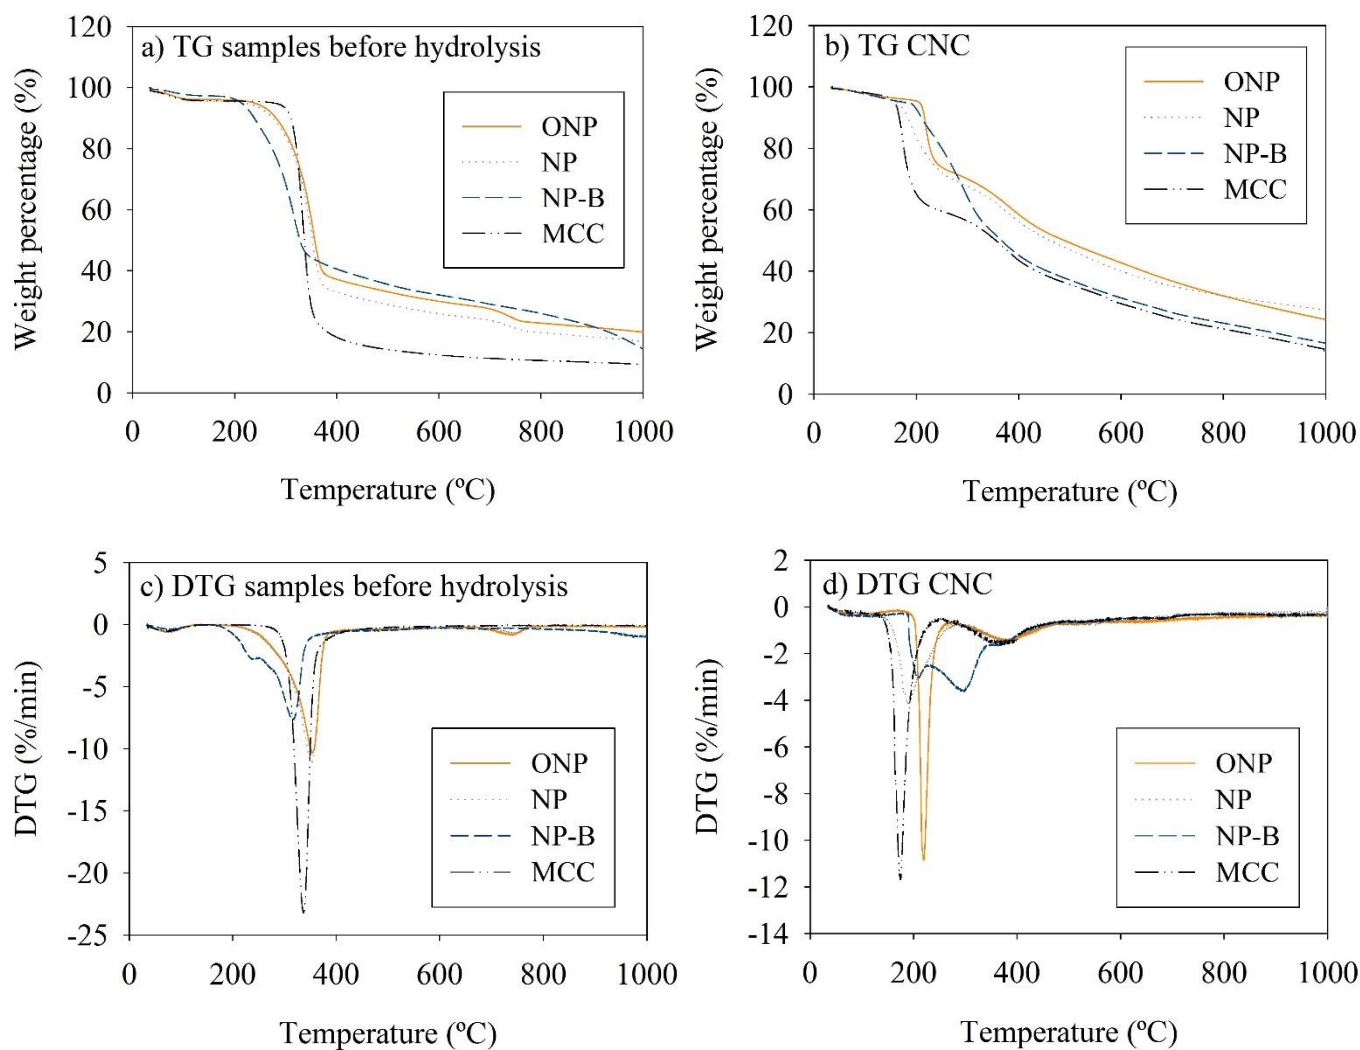 a) TG samples before hydrolysis
Weight percentage (%)
120
100
80
60
40
20
0
0 200 400 600 800 1000
Temperature (ºC)
ONP
NP
NP-B
MCC
b) TG CNC
Weight percentage (%)
120
100
80
60
40
20
0
0 200 400 600 800 1000
Temperature (ºC)
ONP
NP
NP-B
MCC
c) DTG samples before hydrolysis
DTG (%/min)
5
0
-5
-10
-15
-20
-25
0 200 400 600 800 1000
Temperature (ºC)
ONP
NP
NP-B
MCC
d) DTG CNC
DTG (%/min)
2
0
-2
-4
-6
-8
-10
-12
-14
0 200 400 600 800 1000
Temperature (ºC)
ONP
NP
NP-B
MCC